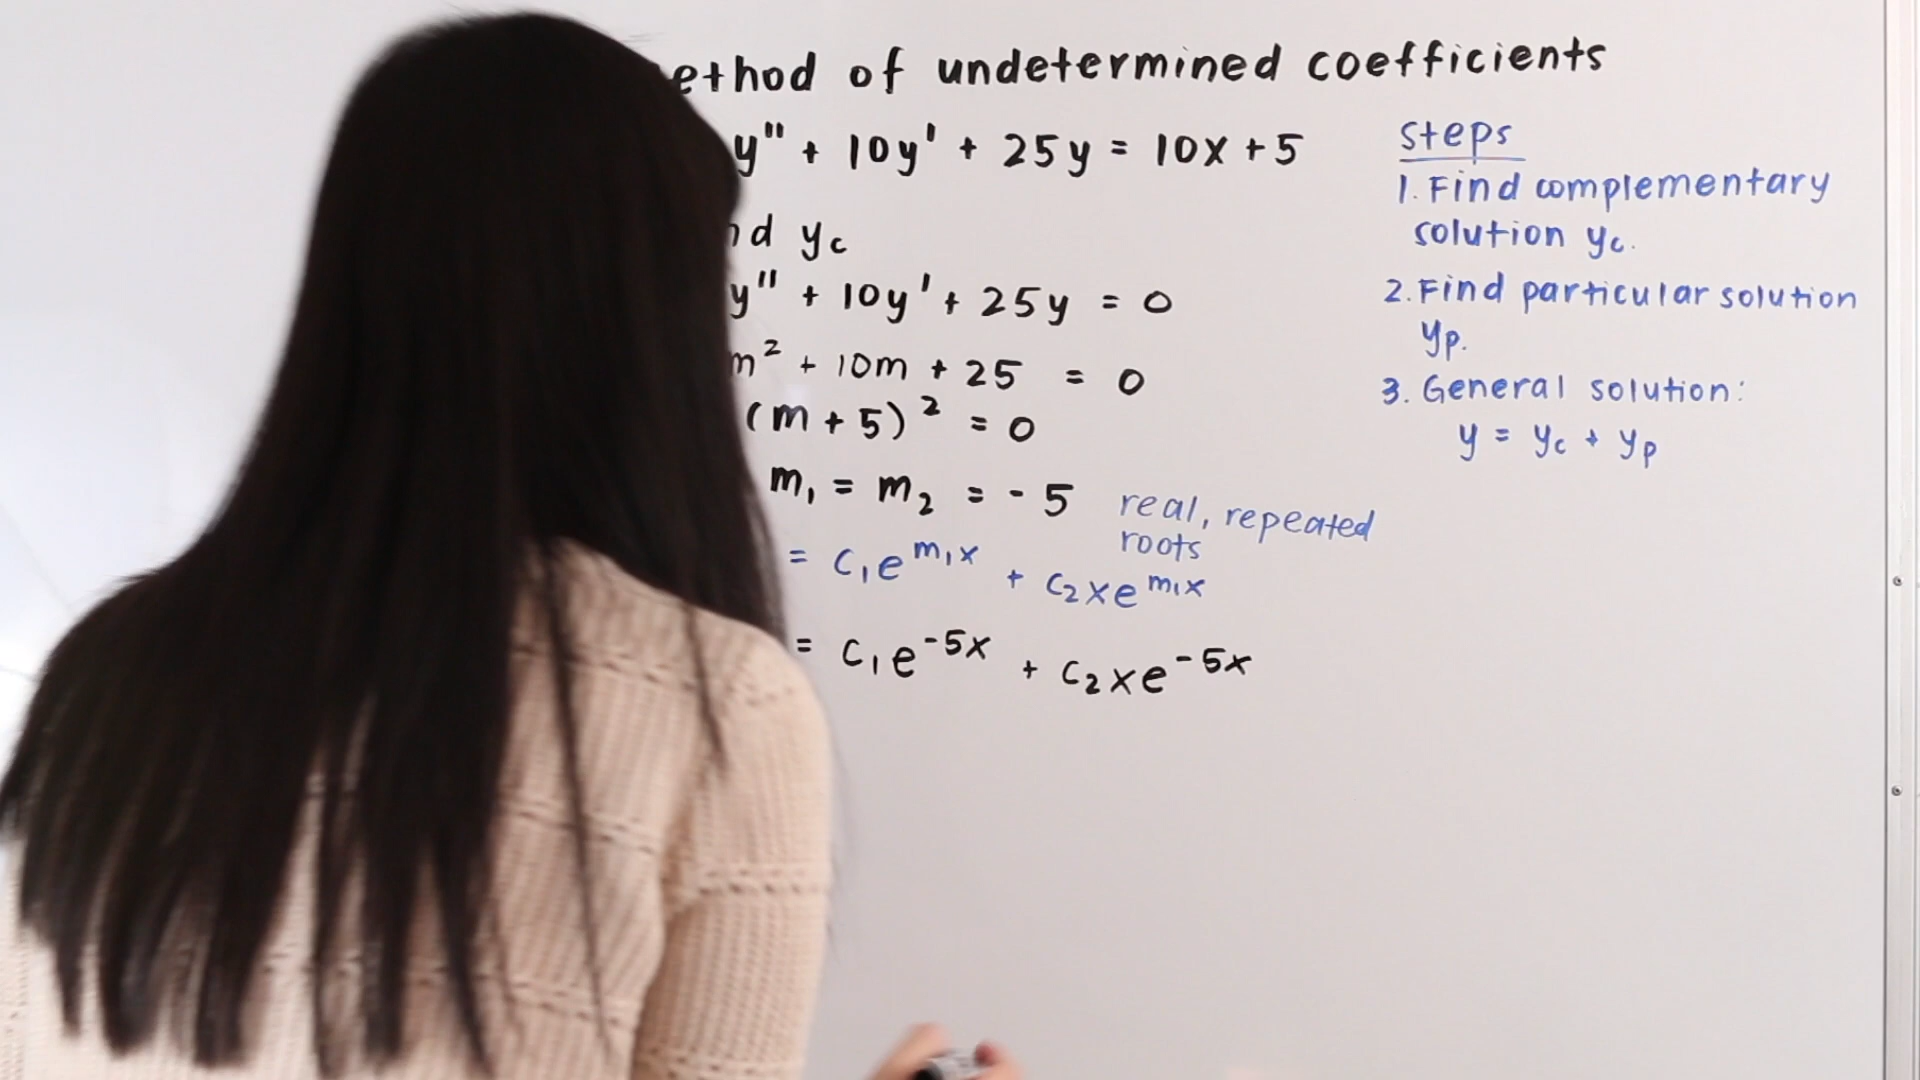 ethod of undetermined coefficients
y" + 10y' + 25y = 10x + 5
nd yc
y" + 10y' + 25y = 0
m² + 10m + 25 = 0
(m + 5)² = 0
m₁ = m₂ = -5 real, repeated
roots
= c₁e^m₁x + c₂xe^m₁x
= c₁e^-5x + c₂xe^-5x
steps
1. Find complementary
solution yc.
2. Find particular solution
yp.
3. General solution:
y = yc + yp